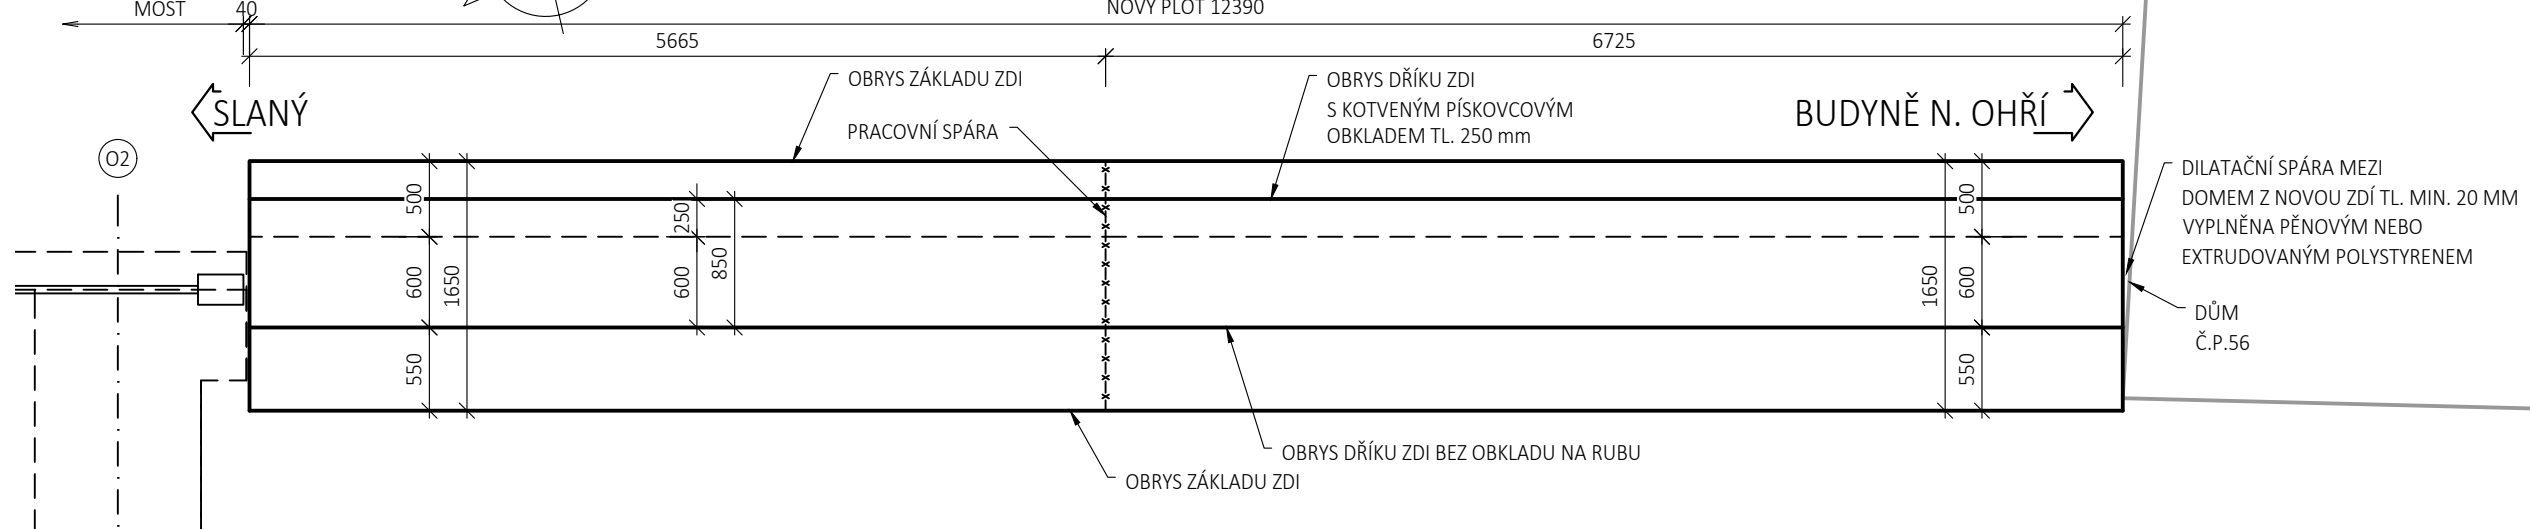 MOST
40
NOVÝ PLOT 12390
5665
6725
OBRYS ZÁKLADU ZDI
OBRYS DŘÍKU ZDI
S KOTVENÝM PÍSKOVCOVÝM
OBKLADEM TL. 250 mm
SLANÝ
BUDYNĚ N. OHŘÍ
PRACOVNÍ SPÁRA
O2
DILATAČNÍ SPÁRA MEZI
DOMEM Z NOVOU ZDÍ TL. MIN. 20 MM
VYPLNĚNA PĚNOVÝM NEBO
EXTRUDOVANÝM POLYSTYRENEM
500
250
500
600
1650
600
850
1650
600
DŮM
Č.P.56
550
550
OBRYS DŘÍKU ZDI BEZ OBKLADU NA RUBU
OBRYS ZÁKLADU ZDI